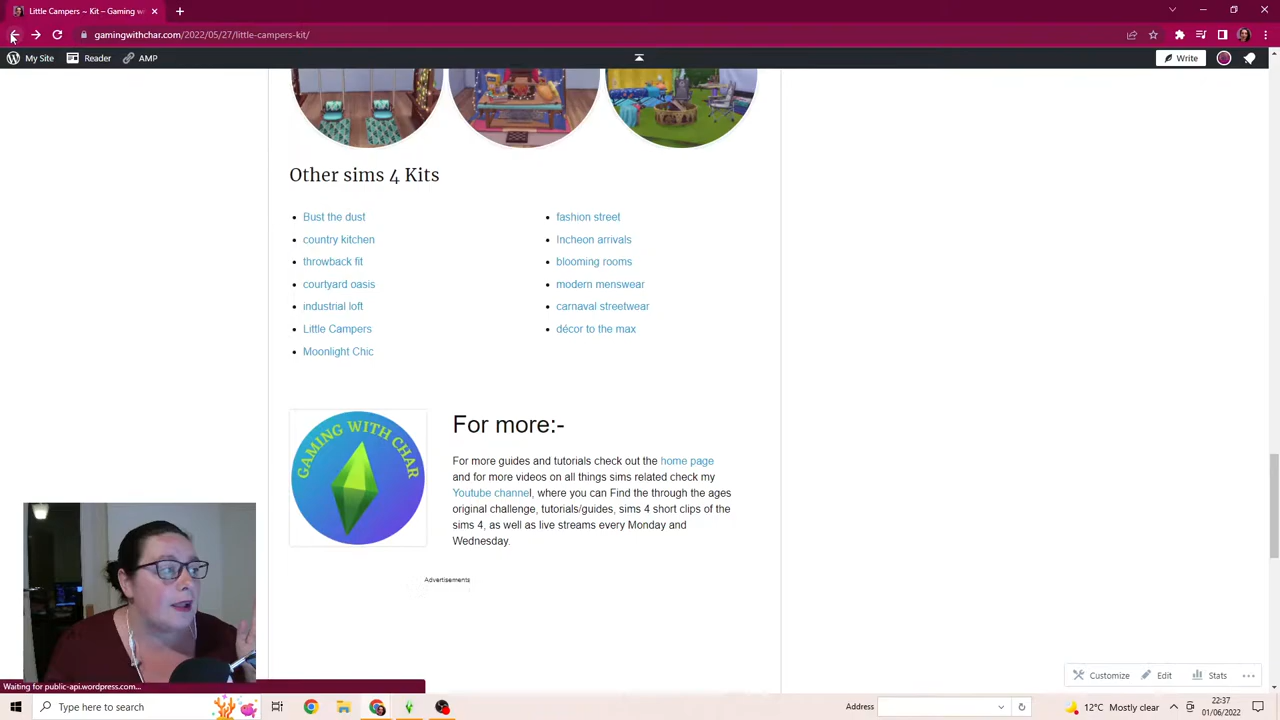 Little Campers ~ Kit – Gaming w
gamingwithchar.com/2022/05/27/little-campers-kit/
My Site
Reader
AMP
Write
Other sims 4 Kits
Bust the dust
country kitchen
throwback fit
courtyard oasis
industrial loft
Little Campers
Moonlight Chic
fashion street
Incheon arrivals
blooming rooms
modern menswear
carnaval streetwear
décor to the max
GAMING WITH CHAR
For more:-
For more guides and tutorials check out the home page
and for more videos on all things sims related check my
Youtube channel, where you can Find the through the ages
original challenge, tutorials/guides, sims 4 short clips of the
sims 4, as well as live streams every Monday and
Wednesday.
Advertisements
Customize
Edit
Stats
Waiting for public-api.wordpress.com...
Type here to search
Address
12°C Mostly clear
22:37
01/06/2022